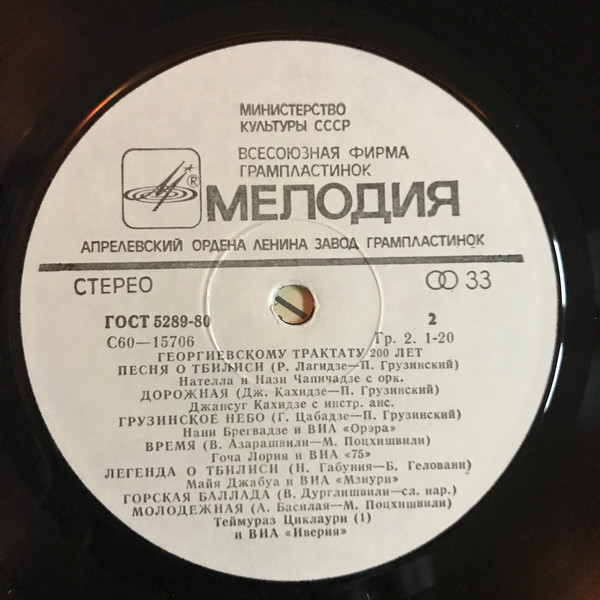 МИНИСТЕРСТВО
КУЛЬТУРЫ СССР
ВСЕСОЮЗНАЯ ФИРМА
ГРАМПЛАСТИНОК
®
МЕЛОДИЯ
АПРЕЛЕВСКИЙ ОРДЕНА ЛЕНИНА ЗАВОД ГРАМПЛАСТИНОК
СТЕРЕО 33
ГОСТ 5289-80 2
С60—15706 Гр. 2. 1-20
ГЕОРГИЕВСКОМУ ТРАКТАТУ 200 ЛЕТ
ПЕСНЯ О ТБИЛИСИ (Р. Лагидзе—П. Грузинский)
Нателла и Нази Чапичадзе с орк.
ДОРОЖНАЯ (Дж. Кахидзе—П. Грузинский)
Джансуг Кахидзе с инстр. анс.
ГРУЗИНСКОЕ НЕБО (Г. Цабадзе—П. Грузинский)
Нани Брегвадзе и ВИА «Орэра»
ВРЕМЯ (В. Азарашвили—М. Поцхишвили)
Гоча Лория и ВИА «75»
ЛЕГЕНДА О ТБИЛИСИ (Н. Габуния—Б. Геловани)
Майя Джабуа и ВИА «Мзиури»
ГОРСКАЯ БАЛЛАДА (В. Дурглишвили—сл. нар.)
МОЛОДЕЖНАЯ (А. Басилая—М. Поцхишвили)
Теймураз Циклаури (1)
и ВИА «Иверия»